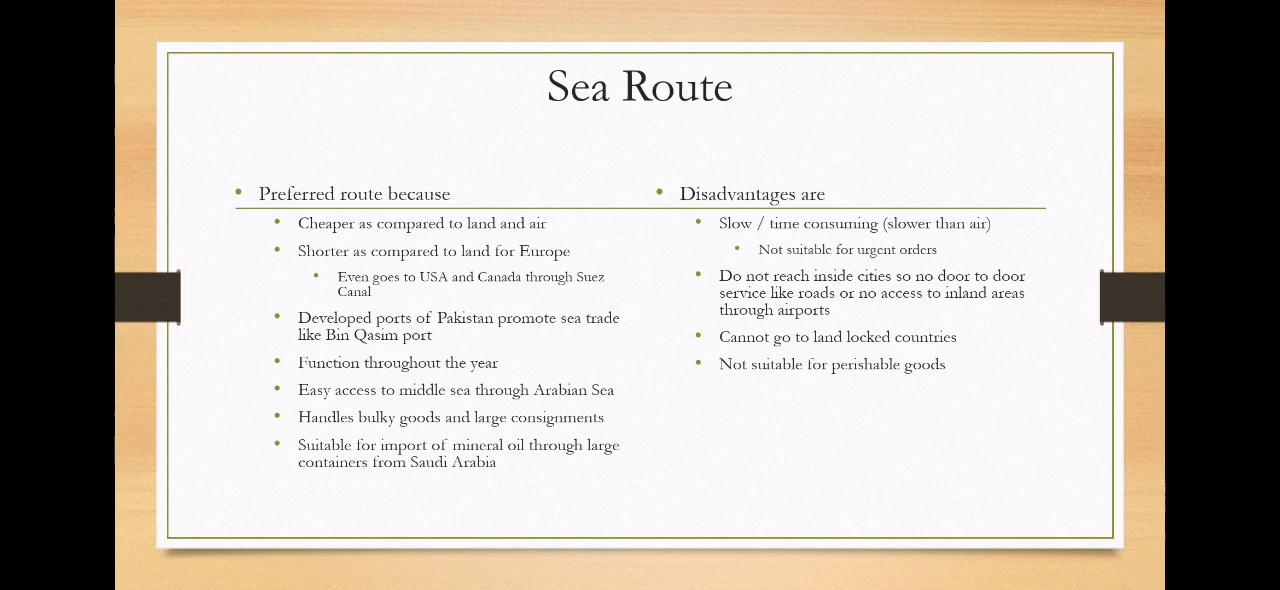 Sea Route
Preferred route because
Cheaper as compared to land and air
Shorter as compared to land for Europe
Even goes to USA and Canada through Suez
Canal
Developed ports of Pakistan promote sea trade
like Bin Qasim port
Function throughout the year
Easy access to middle sea through Arabian Sea
Handles bulky goods and large consignments
Suitable for import of mineral oil through large
containers from Saudi Arabia
Disadvantages are
Slow / time consuming (slower than air)
Not suitable for urgent orders
Do not reach inside cities so no door to door
service like roads or no access to inland areas
through airports
Cannot go to land locked countries
Not suitable for perishable goods